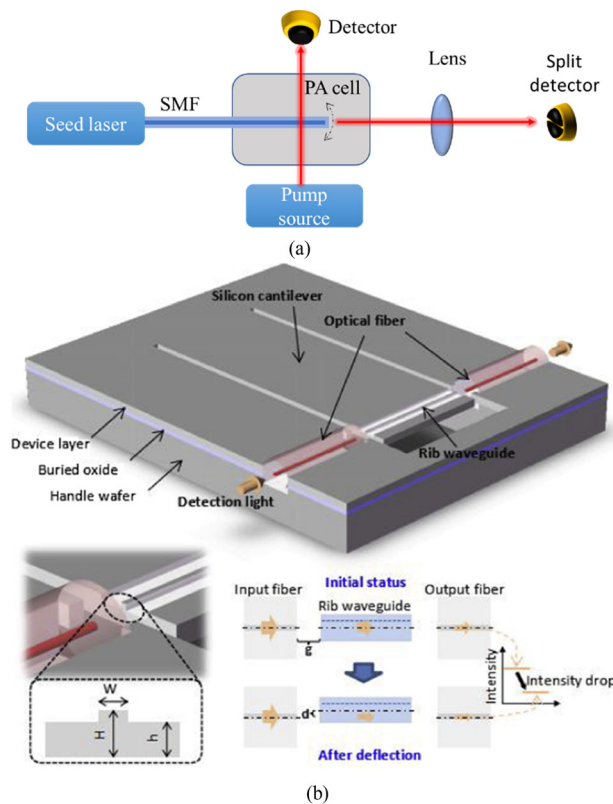 Detector
Lens
Split
detector
PA cell
SMF
Seed laser
Pump
source
(a)
Silicon cantilever
Optical fiber
Device layer
Buried oxide
Handle wafer
Detection light
Rib waveguide
Input fiber
Initial status
Output fiber
Rib waveguide
g
Intensity
Intensity drop
d
After deflection
W
H
h
(b)